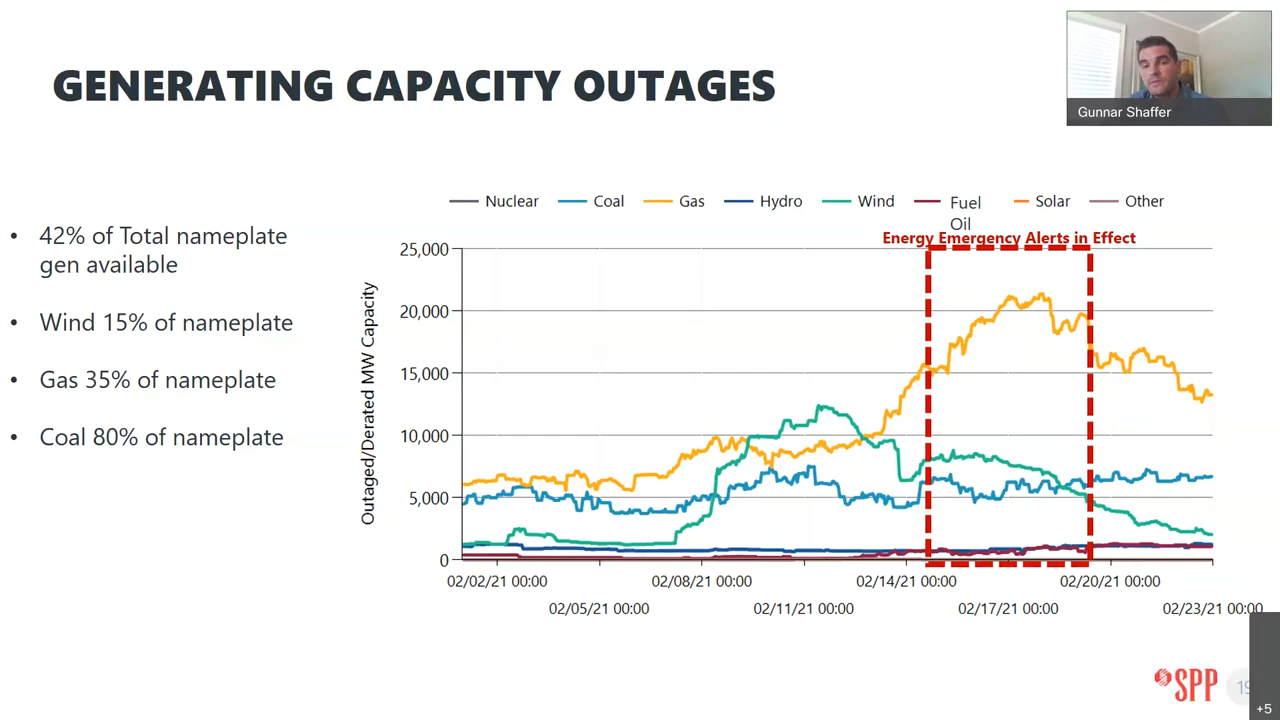 GENERATING CAPACITY OUTAGES
Gunnar Shaffer
• 42% of Total nameplate
gen available
• Wind 15% of nameplate
• Gas 35% of nameplate
• Coal 80% of nameplate
Nuclear Coal Gas Hydro Wind Fuel Oil Solar Other
Energy Emergency Alerts in Effect
Outaged/Derated MW Capacity
25,000
20,000
15,000
10,000
5,000
0
02/02/21 00:00 02/08/21 00:00 02/14/21 00:00 02/20/21 00:00
02/05/21 00:00 02/11/21 00:00 02/17/21 00:00 02/23/21 00:00
SPP
+5